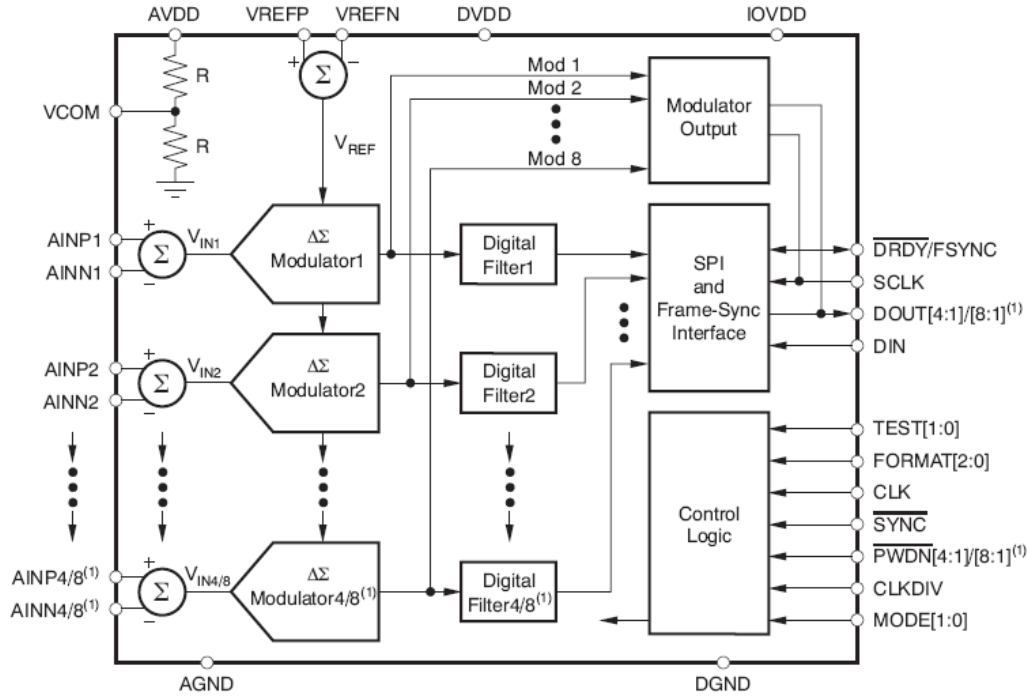 AVDD
VREFP
VREFN
DVDD
IOVDD
R
VCOM
R
+
Σ
−
VREF
Mod 1
Mod 2
Mod 8
Modulator
Output
AINP1
AINN1
+
Σ
−
VIN1
ΔΣ
Modulator1
Digital
Filter1
SPI
and
Frame-Sync
Interface
DRDY/FSYNC
SCLK
DOUT[4:1]/[8:1](1)
DIN
AINP2
AINN2
+
Σ
−
VIN2
ΔΣ
Modulator2
Digital
Filter2
TEST[1:0]
FORMAT[2:0]
CLK
SYNC
PWDN[4:1]/[8:1](1)
CLKDIV
MODE[1:0]
Control
Logic
AINP4/8(1)
AINN4/8(1)
+
Σ
−
VIN4/8
ΔΣ
Modulator4/8(1)
Digital
Filter4/8(1)
AGND
DGND